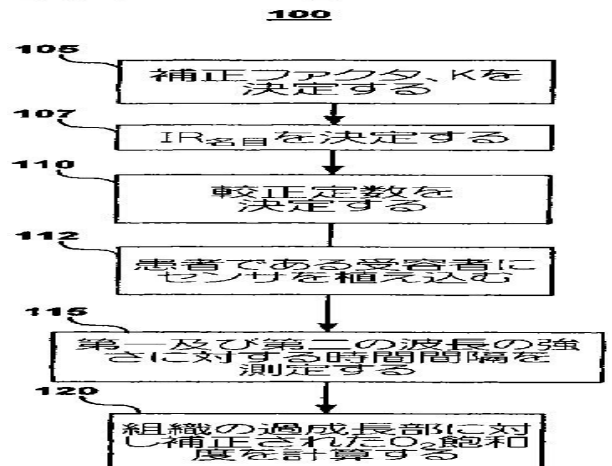 100
105
補正ファクタ、Kを
決定する
107
IR名目を決定する
110
較正定数を
決定する
112
患者である受容者に
センサを植え込む
115
第一及び第二の波長の強
さに対する時間間隔を
測定する
120
組織の過成長部に対
し補正されたO₂飽和
度を計算する